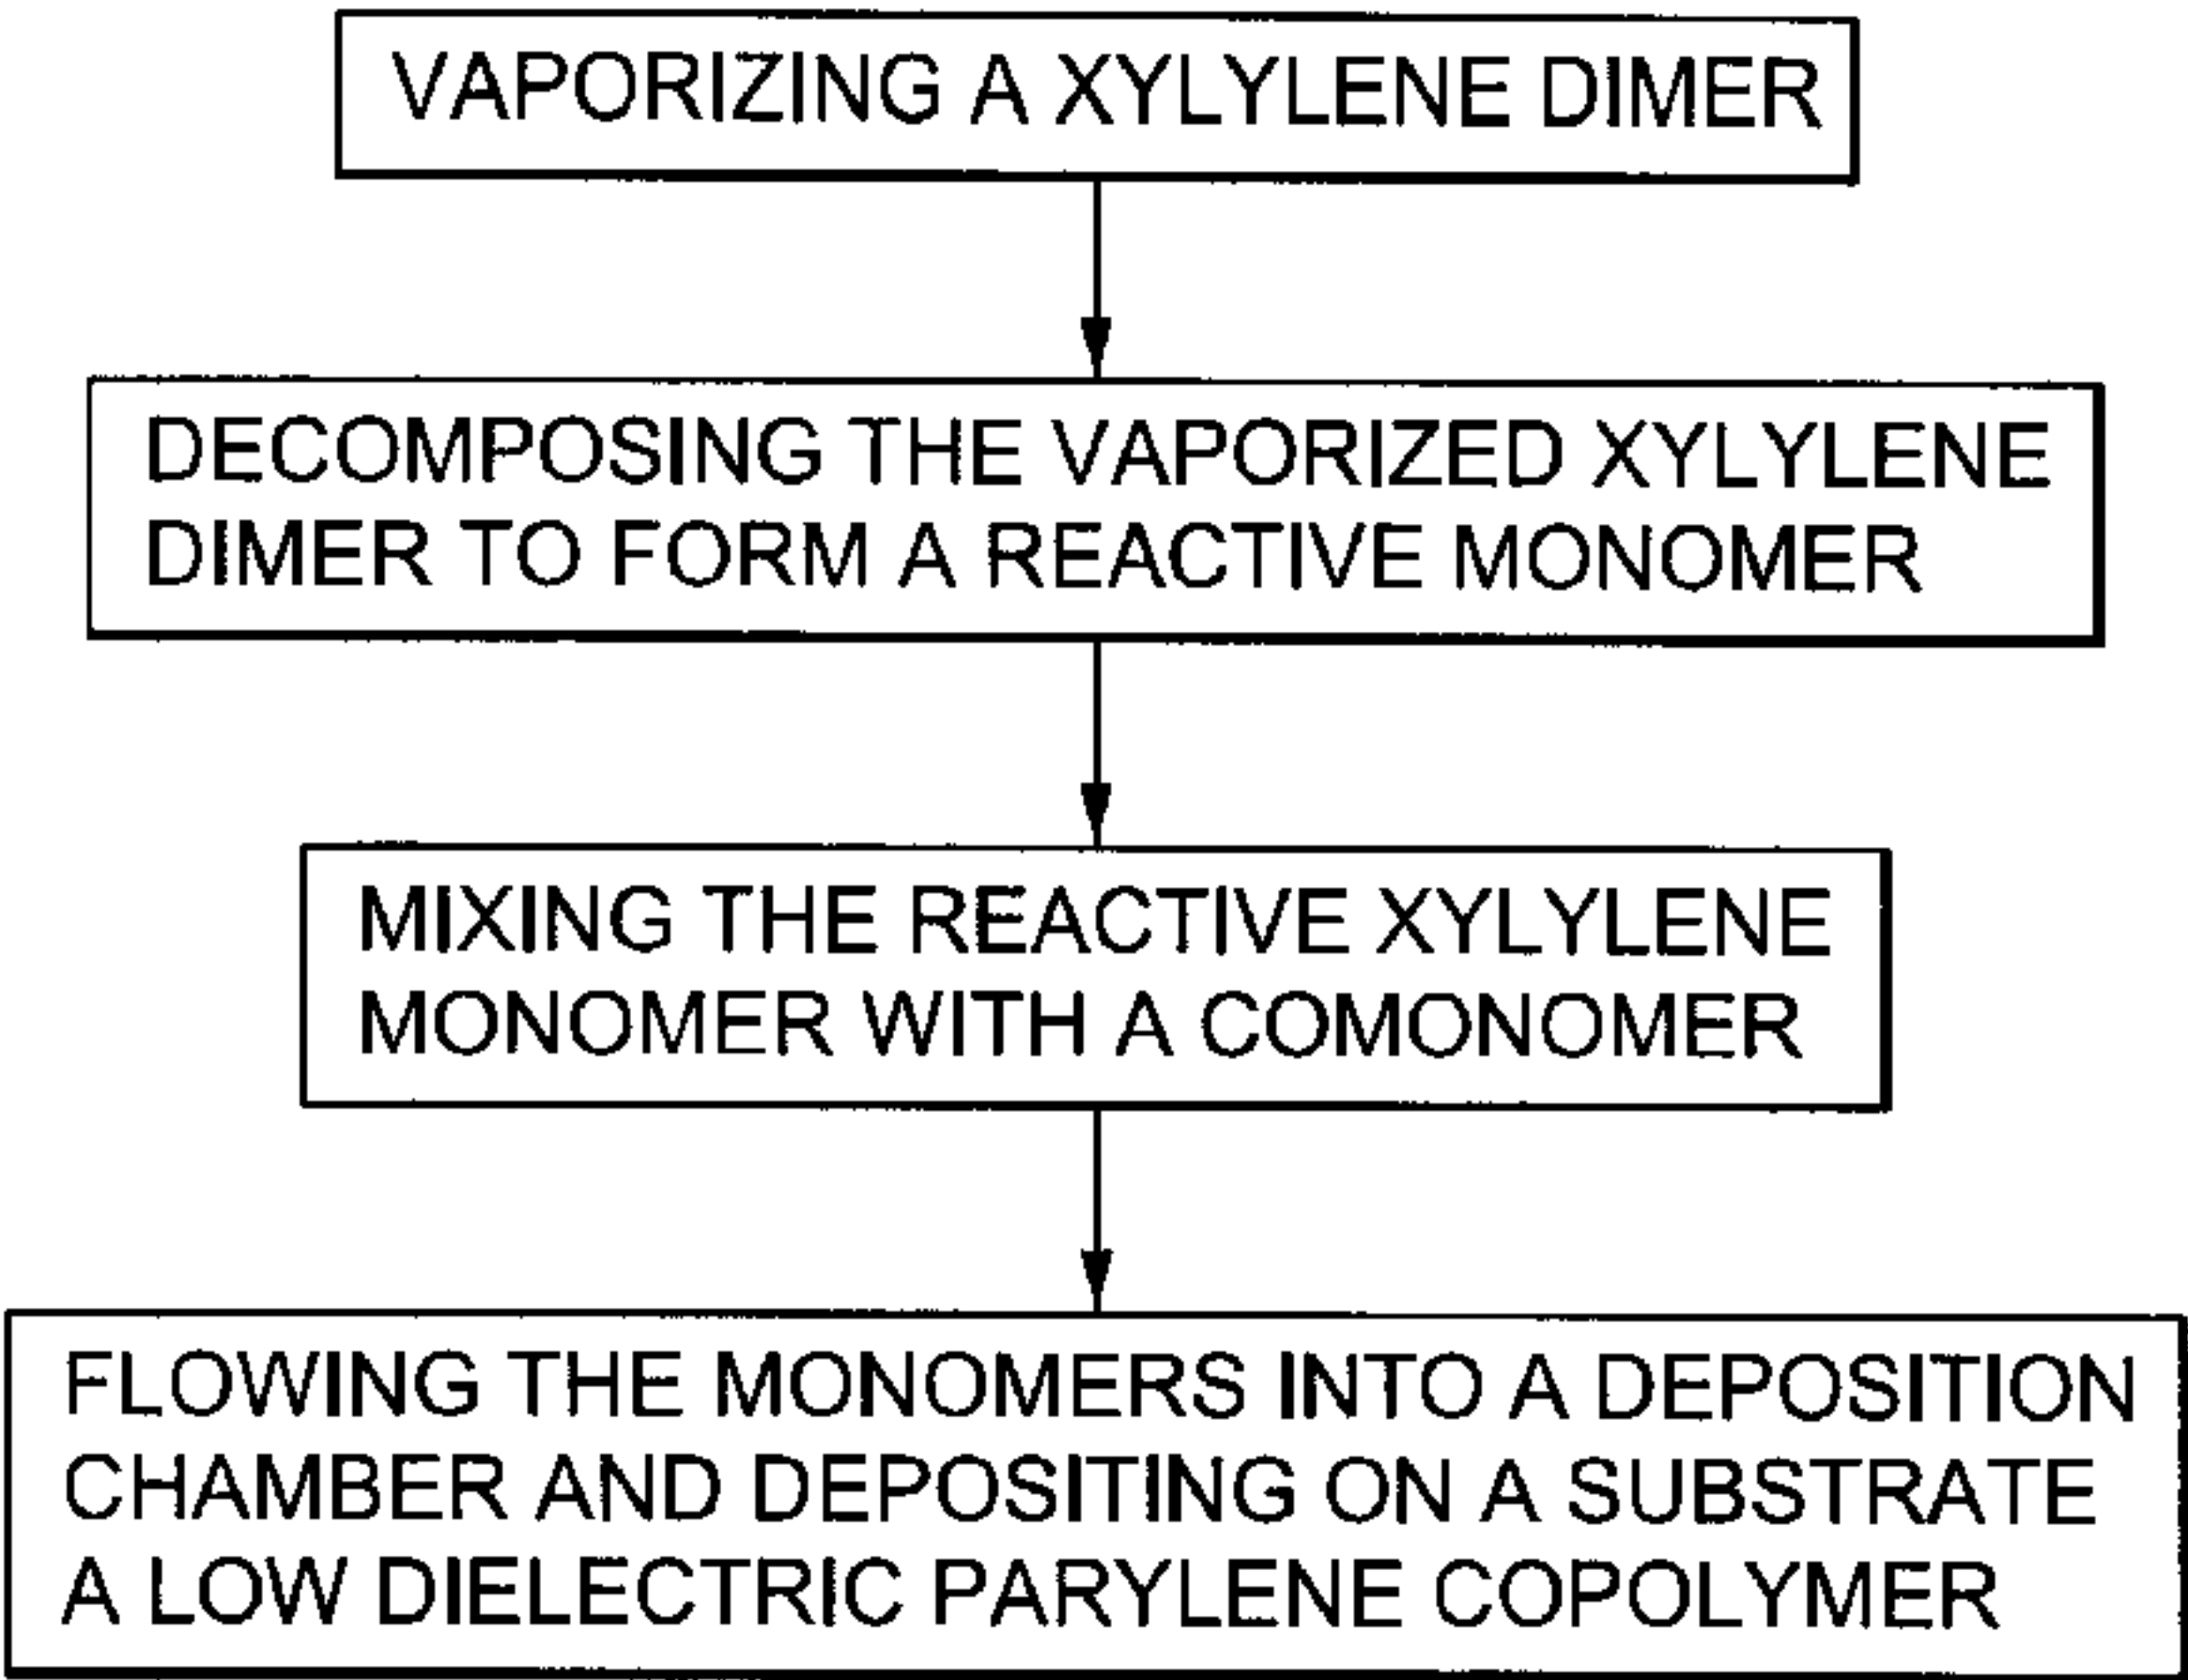 VAPORIZING A XYLYLENE DIMER
DECOMPOSING THE VAPORIZED XYLYLENE
DIMER TO FORM A REACTIVE MONOMER
MIXING THE REACTIVE XYLYLENE
MONOMER WITH A COMONOMER
FLOWING THE MONOMERS INTO A DEPOSITION
CHAMBER AND DEPOSITING ON A SUBSTRATE
A LOW DIELECTRIC PARYLENE COPOLYMER